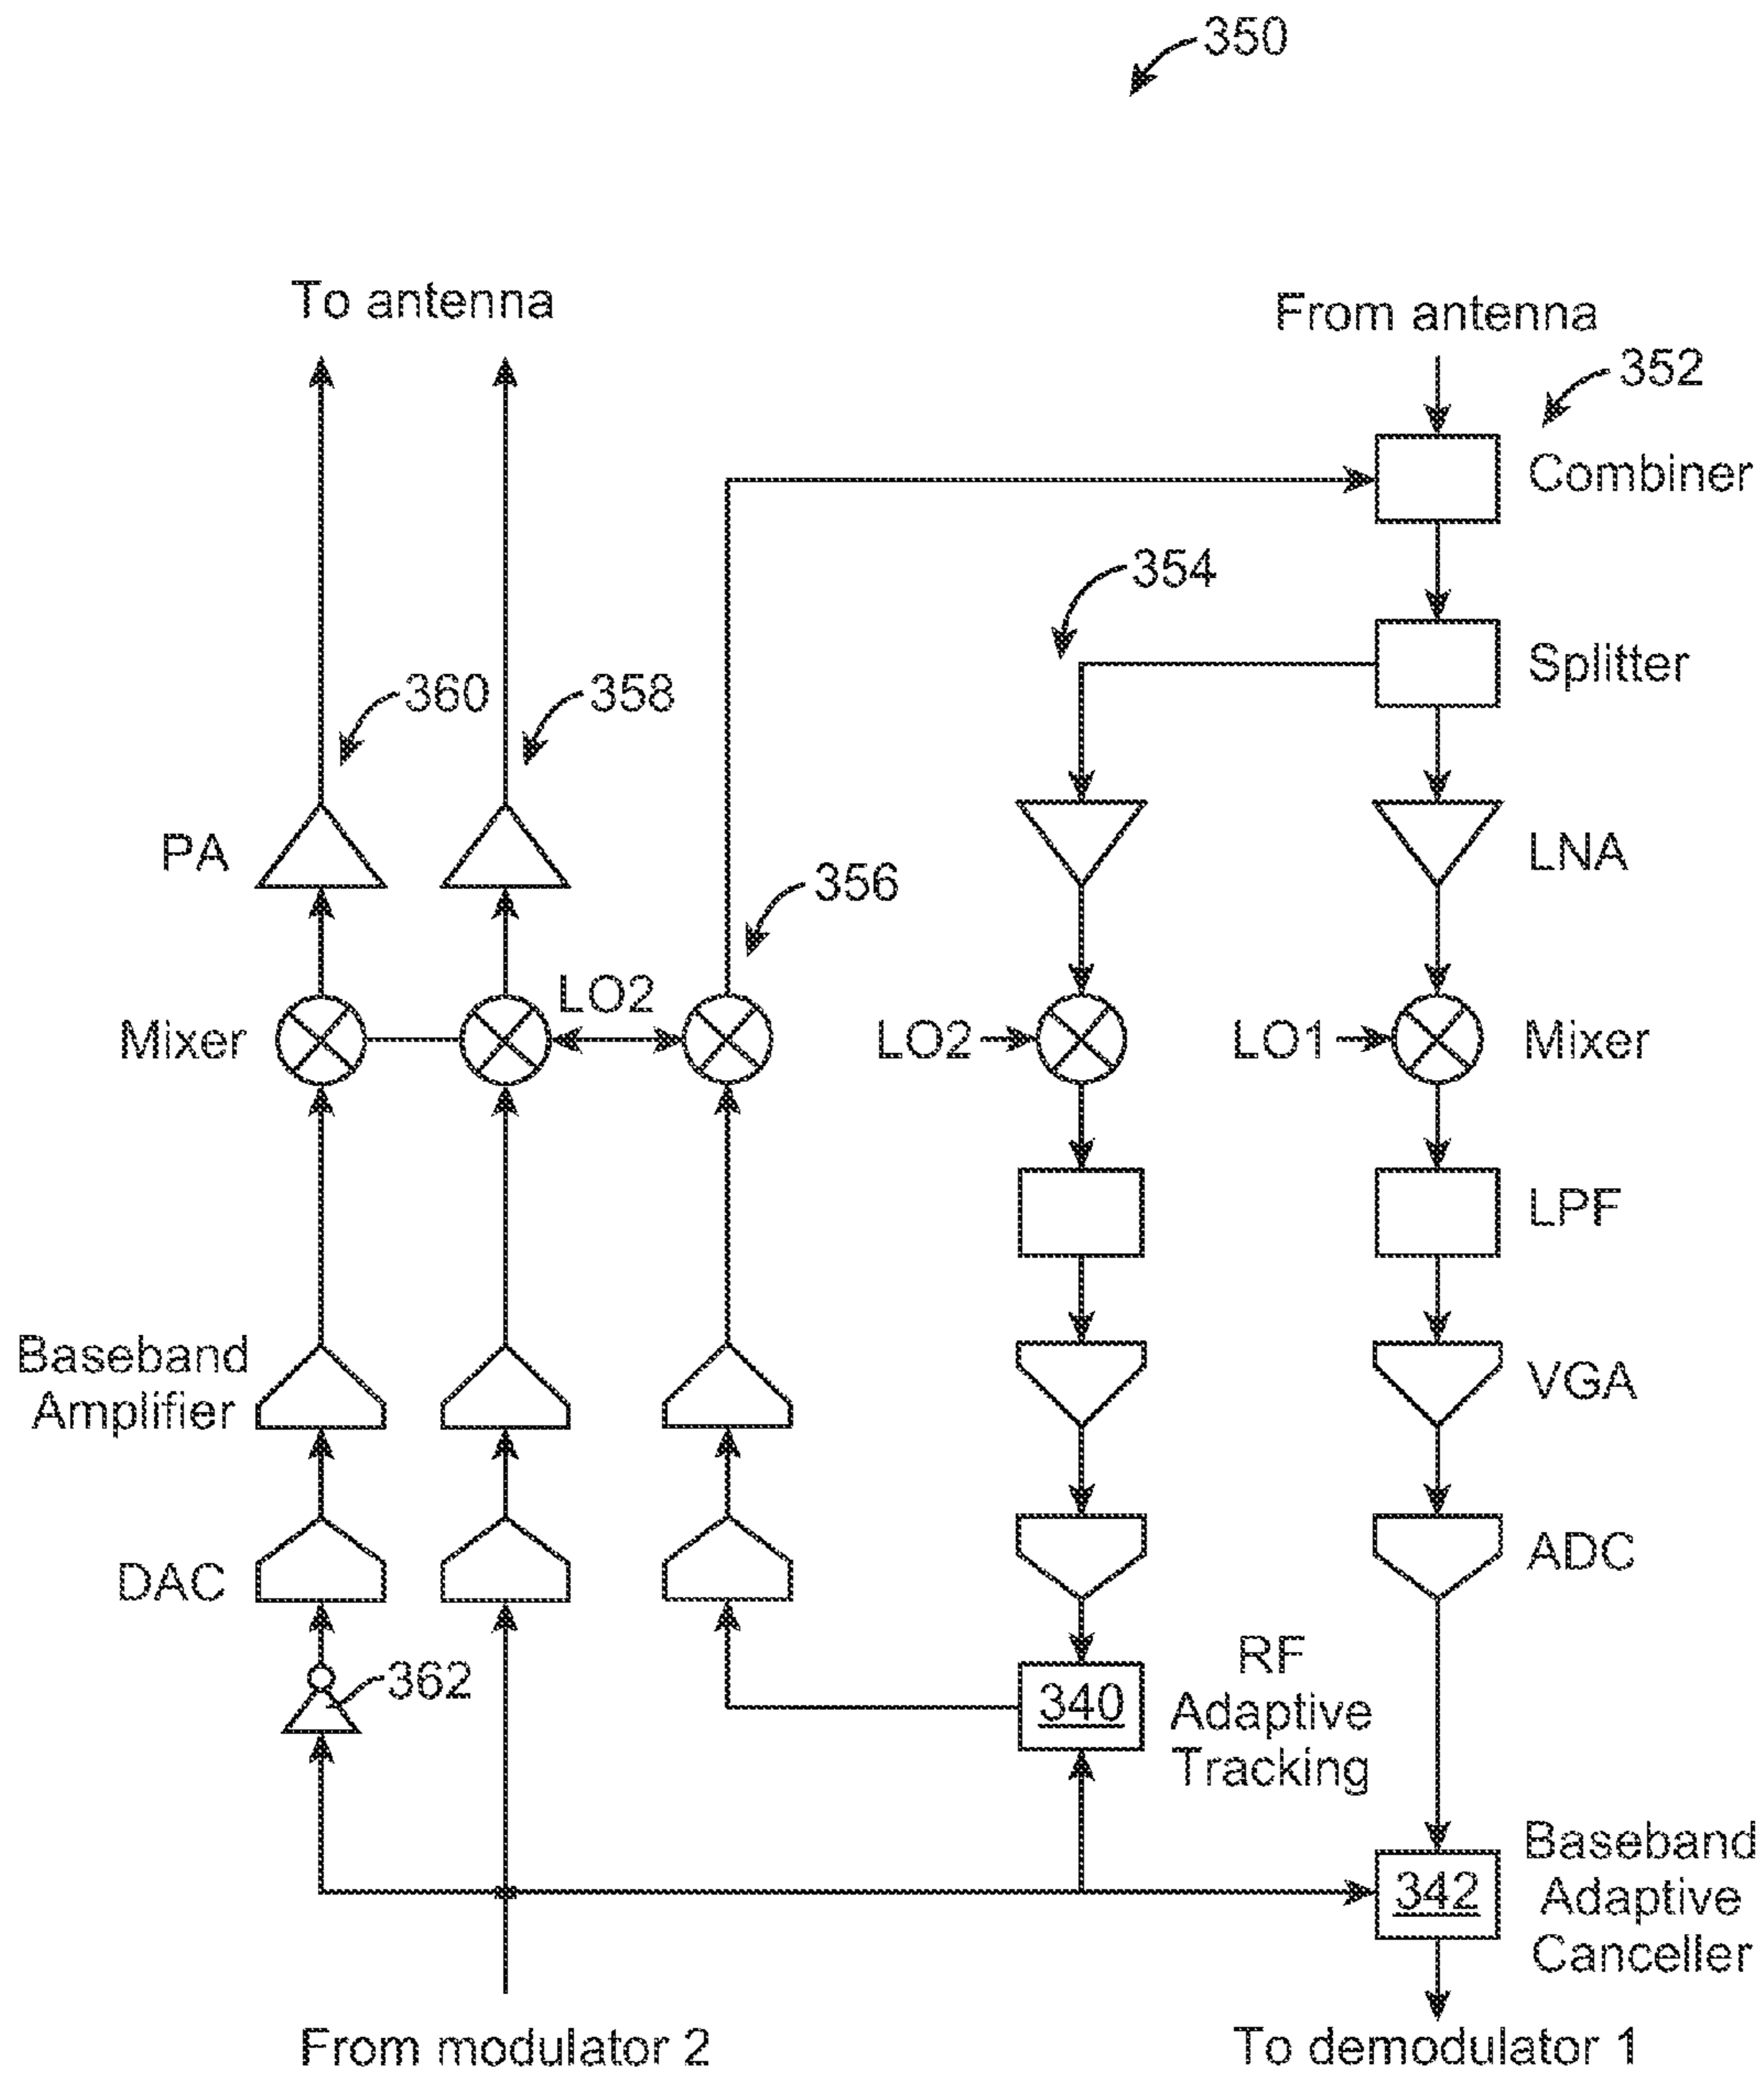 350
To antenna
From antenna
352
Combiner
354
Splitter
360
358
PA
LNA
356
LO2
Mixer
LO2
LO1
Mixer
LPF
Baseband
Amplifier
VGA
DAC
ADC
362
340
RF
Adaptive
Tracking
342
Baseband
Adaptive
Canceller
From modulator 2
To demodulator 1